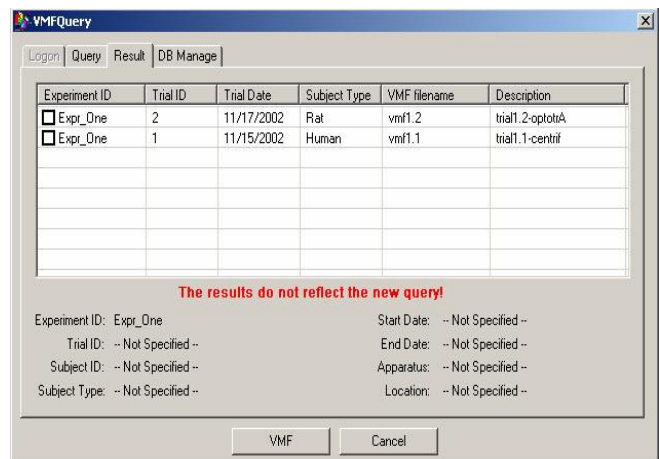 VMFQuery
Logon Query Result DB Manage
Experiment ID Trial ID Trial Date Subject Type VMF filename Description
Expr_One 2 11/17/2002 Rat vmf1.2 trial1.2-optotrA
Expr_One 1 11/15/2002 Human vmf1.1 trial1.1-centrif
The results do not reflect the new query!
Experiment ID: Expr_One Start Date: -- Not Specified --
Trial ID: -- Not Specified -- End Date: -- Not Specified --
Subject ID: -- Not Specified -- Apparatus: -- Not Specified --
Subject Type: -- Not Specified -- Location: -- Not Specified --
VMF Cancel